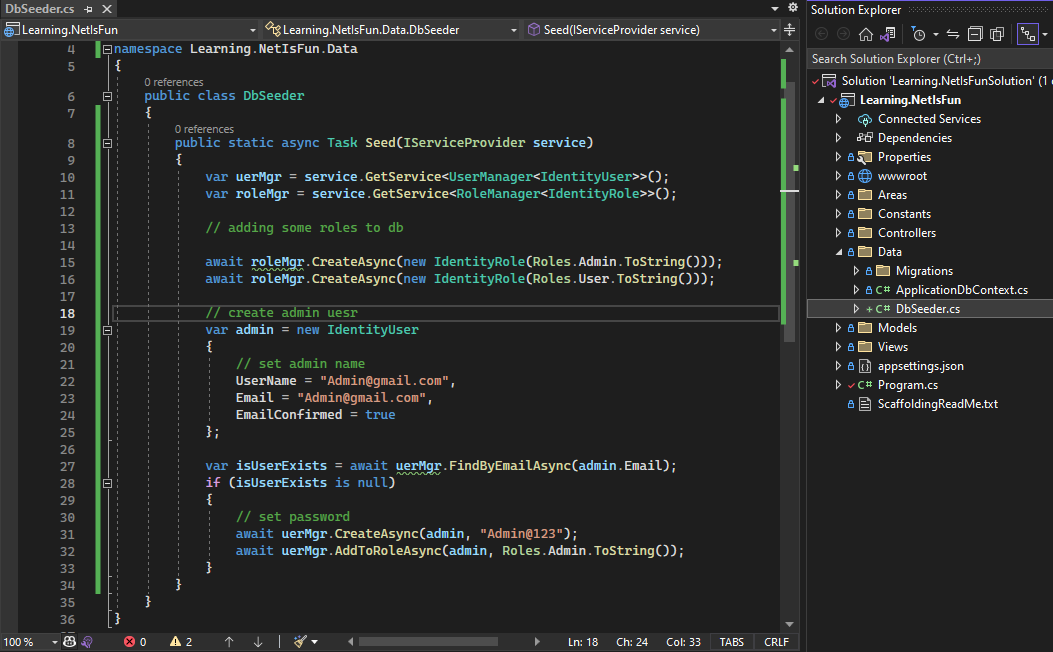 DbSeeder.cs
Learning.NetIsFun
Learning.NetIsFun.Data.DbSeeder
Seed(IServiceProvider service)
4 namespace Learning.NetIsFun.Data
5 {
0 references
6 public class DbSeeder
7 {
0 references
8 public static async Task Seed(IServiceProvider service)
9 {
10 var uerMgr = service.GetService<UserManager<IdentityUser>>();
11 var roleMgr = service.GetService<RoleManager<IdentityRole>>();
12
13 // adding some roles to db
14
15 await roleMgr.CreateAsync(new IdentityRole(Roles.Admin.ToString()));
16 await roleMgr.CreateAsync(new IdentityRole(Roles.User.ToString()));
17
18 // create admin uesr
19 var admin = new IdentityUser
20 {
21 // set admin name
22 UserName = "Admin@gmail.com",
23 Email = "Admin@gmail.com",
24 EmailConfirmed = true
25 };
26
27 var isUserExists = await uerMgr.FindByEmailAsync(admin.Email);
28 if (isUserExists is null)
29 {
30 // set password
31 await uerMgr.CreateAsync(admin, "Admin@123");
32 await uerMgr.AddToRoleAsync(admin, Roles.Admin.ToString());
33 }
34 }
35 }
36 }
100 %
0
2
Ln: 18
Ch: 24
Col: 33
TABS
CRLF
Solution Explorer
Search Solution Explorer (Ctrl+;)
Solution 'Learning.NetIsFunSolution' (1
Learning.NetIsFun
Connected Services
Dependencies
Properties
wwwroot
Areas
Constants
Controllers
Data
Migrations
C# ApplicationDbContext.cs
+ C# DbSeeder.cs
Models
Views
appsettings.json
C# Program.cs
ScaffoldingReadMe.txt